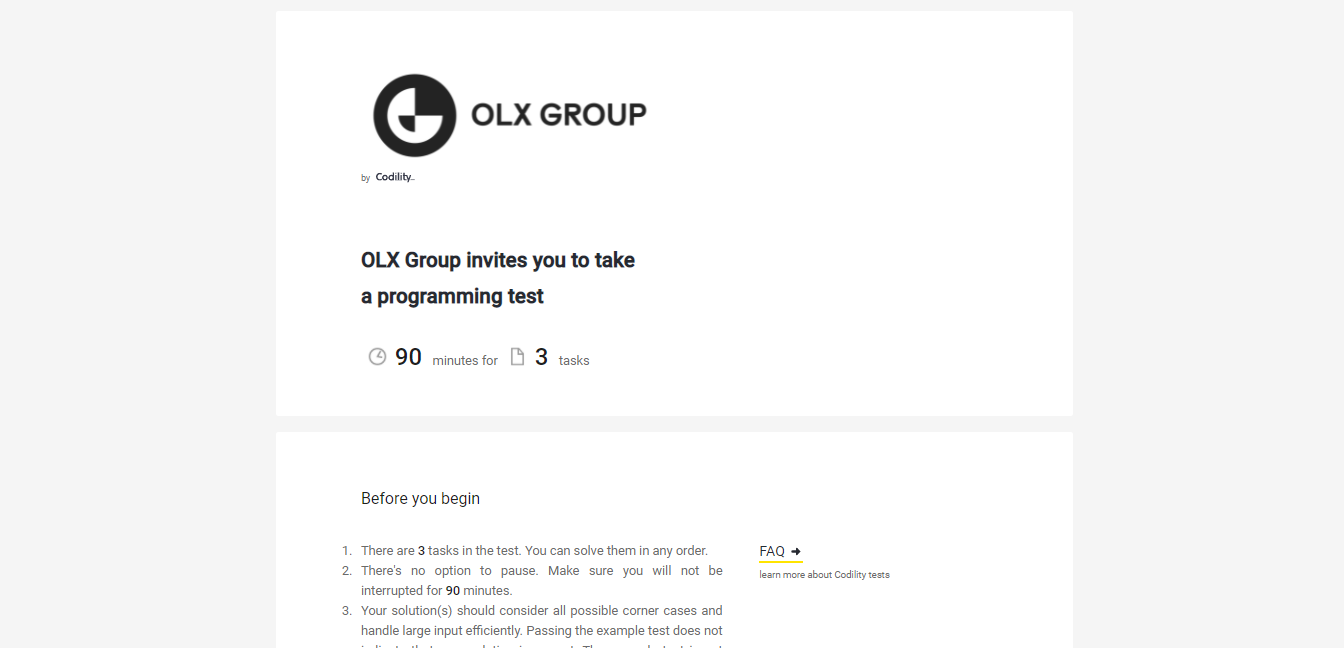 OLX GROUP
by Codility_
OLX Group invites you to take
a programming test
90 minutes for 3 tasks
Before you begin
1. There are 3 tasks in the test. You can solve them in any order.
2. There's no option to pause. Make sure you will not be
interrupted for 90 minutes.
3. Your solution(s) should consider all possible corner cases and
handle large input efficiently. Passing the example test does not
FAQ
learn more about Codility tests